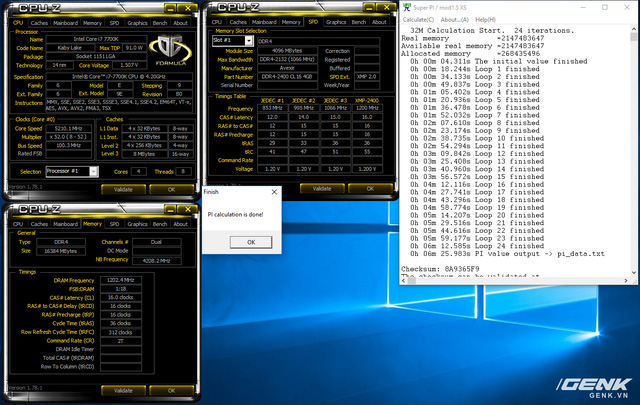 CPU-Z
CPU Caches Mainboard Memory SPD Graphics Bench About
Processor
Name Intel Core i7 7700K
Code Name Kaby Lake Max TDP 91.0 W
Package Socket 1151 LGA
Technology 14 nm Core Voltage 1.507 V
FORMULA
Specification Intel® Core™ i7-7700K CPU @ 4.20GHz
Family 6 Model E Stepping 9
Ext. Family 6 Ext. Model 9E Revision B0
Instructions MMX, SSE, SSE2, SSE3, SSSE3, SSE4.1, SSE4.2, EM64T, VT-x,
AES, AVX, AVX2, FMA3, TSX
Clocks (Core #0)
Core Speed 5210.1 MHz
Multiplier x 52.0 ( 8 - 52 )
Bus Speed 100.3 MHz
Rated FSB
Caches
L1 Data 4 x 32 KBytes 8-way
L1 Inst. 4 x 32 KBytes 8-way
Level 2 4 x 256 KBytes 4-way
Level 3 8 MBytes 16-way
Selection Processor #1 Cores 4 Threads 8
Version 1.78.1
Validate OK
CPU-Z
CPU Caches Mainboard Memory SPD Graphics Bench About
Memory Slot Selection
Slot #1 DDR4
Module Size 4096 MBytes Correction
Max Bandwidth DDR4-2132 (1066 MHz) Registered
Manufacturer Avexir Buffered
Part Number DDR4-2400 CL16 4GB SPD Ext. XMP 2.0
Serial Number Week/Year
Timings Table
JEDEC #1 JEDEC #2 JEDEC #3 XMP-2400
Frequency 853 MHz 995 MHz 1066 MHz 1200 MHz
CAS# Latency 12.0 14.0 15.0 16.0
RAS# to CAS# 12 15 15 16
RAS# Precharge 12 15 15 16
tRAS 29 33 36 36
tRC 41 47 51 55
Command Rate
Voltage 1.20 V 1.20 V 1.20 V 1.20 V
Version 1.78.1
Validate OK
CPU-Z
CPU Caches Mainboard Memory SPD Graphics Bench About
General
Type DDR4 Channels # Dual
Size 16384 MBytes DC Mode
NB Frequency 4208.2 MHz
Timings
DRAM Frequency 1202.4 MHz
FSB:DRAM 1:18
CAS# Latency (CL) 16.0 clocks
RAS# to CAS# Delay (tRCD) 16 clocks
RAS# Precharge (tRP) 16 clocks
Cycle Time (tRAS) 36 clocks
Row Refresh Cycle Time (tRFC) 312 clocks
Command Rate (CR) 2T
DRAM Idle Timer
Total CAS# (tRDRAM)
Row To Column (tRCD)
Version 1.78.1
Validate OK
Finish
PI calculation is done!
OK
Super PI / mod1.5 XS
Calculate(C) About...(A) Help(H)
32M Calculation Start. 24 iterations.
Real memory =2147483647
Available real memory =2147483647
Allocated memory =268435496
0h 00m 04.311s The initial value finished
0h 00m 18.244s Loop 1 finished
0h 00m 34.133s Loop 2 finished
0h 00m 49.837s Loop 3 finished
0h 01m 05.402s Loop 4 finished
0h 01m 20.936s Loop 5 finished
0h 01m 36.478s Loop 6 finished
0h 01m 52.032s Loop 7 finished
0h 02m 07.610s Loop 8 finished
0h 02m 23.174s Loop 9 finished
0h 02m 38.735s Loop 10 finished
0h 02m 54.294s Loop 11 finished
0h 03m 09.842s Loop 12 finished
0h 03m 25.408s Loop 13 finished
0h 03m 40.960s Loop 14 finished
0h 03m 56.572s Loop 15 finished
0h 04m 12.116s Loop 16 finished
0h 04m 27.741s Loop 17 finished
0h 04m 43.296s Loop 18 finished
0h 04m 58.774s Loop 19 finished
0h 05m 14.207s Loop 20 finished
0h 05m 29.516s Loop 21 finished
0h 05m 44.616s Loop 22 finished
0h 05m 59.177s Loop 23 finished
0h 06m 12.585s Loop 24 finished
0h 06m 25.983s PI value output -> pi_data.txt
Checksum: 8A9365F9
The checksum can be validated at
GENK
GENK.VN